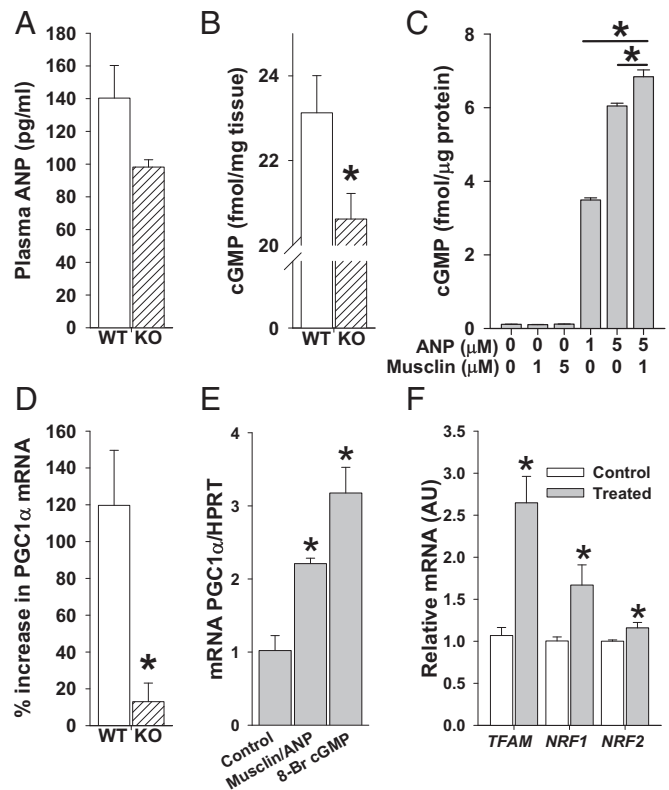 A
Plasma ANP (pg/ml)
160
140
120
100
80
60
40
20
0
WT KO
B
cGMP (fmol/mg tissue)
24
22
20
0
*
WT KO
C
cGMP (fmol/μg protein)
8
6
4
2
0
*
*
ANP (μM) 0 0 0 1 5 5
Musclin (μM) 0 1 5 0 0 1
D
% increase in PGC1α mRNA
160
140
120
100
80
60
40
20
0
*
WT KO
E
mRNA PGC1α/HPRT
4
3
2
1
0
*
*
Control
Musclin/ANP
8-Br cGMP
F
Relative mRNA (AU)
3.5
3.0
2.5
2.0
1.5
1.0
0.5
0.0
Control
Treated
*
*
*
TFAM NRF1 NRF2